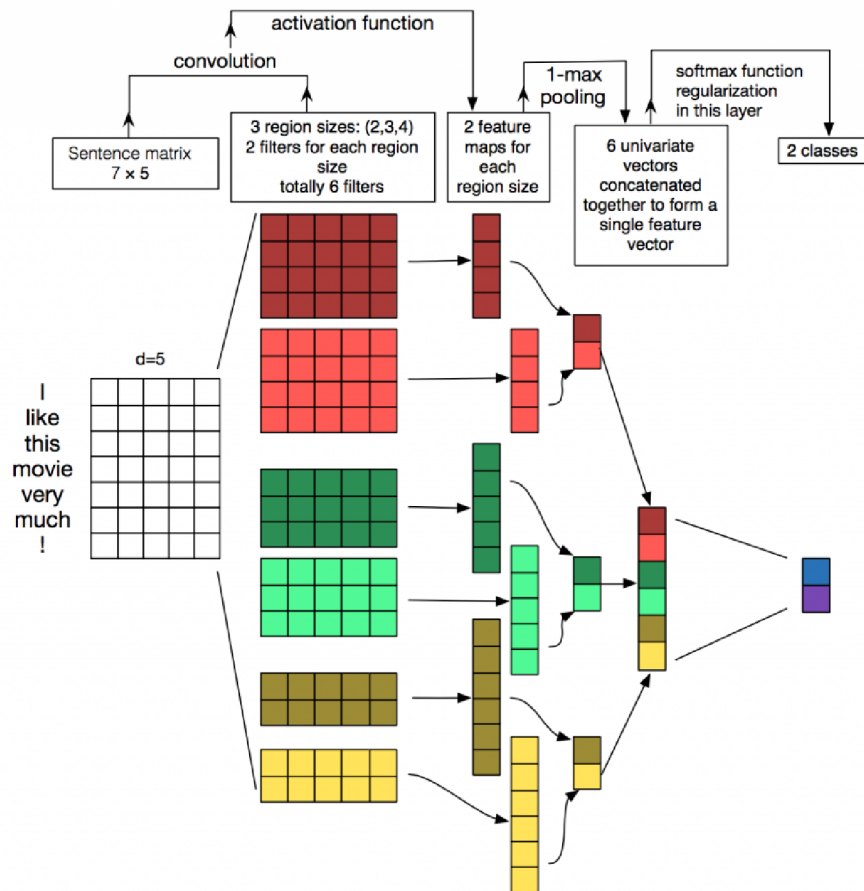 activation function
convolution
1-max
pooling
softmax function
regularization
in this layer
Sentence matrix
7 × 5
3 region sizes: (2,3,4)
2 filters for each region
size
totally 6 filters
2 feature
maps for
each
region size
6 univariate
vectors
concatenated
together to form a
single feature
vector
2 classes
d=5
I
like
this
movie
very
much
!